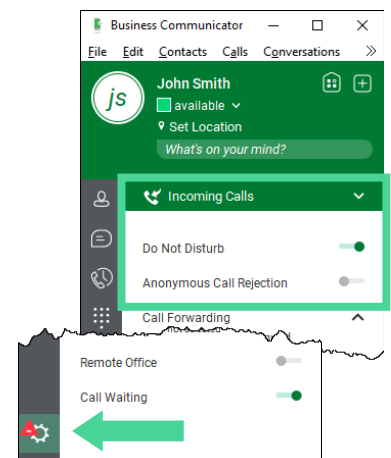 Business Communicator
File Edit Contacts Calls Conversations »
js
John Smith
available
Set Location
What's on your mind?
Incoming Calls
Do Not Disturb
Anonymous Call Rejection
Call Forwarding
Remote Office
Call Waiting